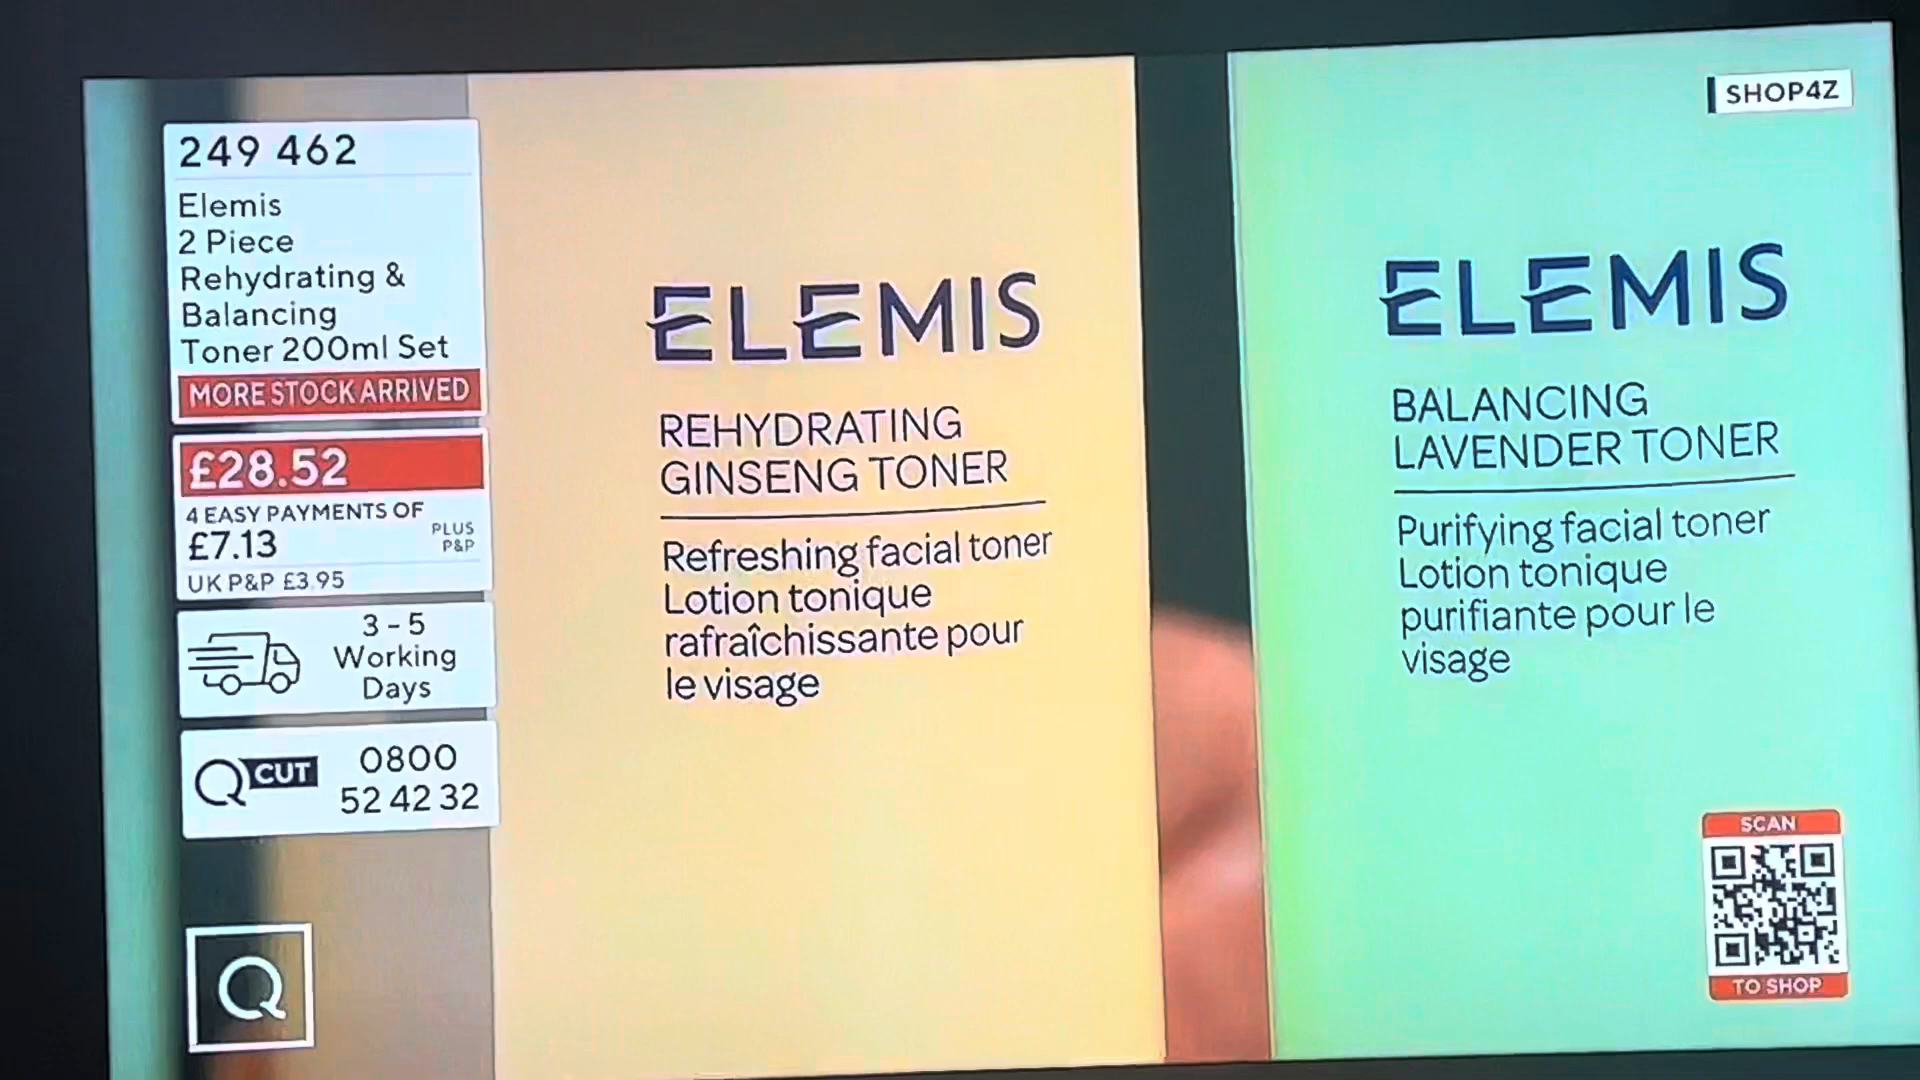 249 462
Elemis
2 Piece
Rehydrating &
Balancing
Toner 200ml Set
MORE STOCK ARRIVED
£28.52
4 EASY PAYMENTS OF
£7.13
PLUS
P&P
UK P&P £3.95
3 - 5
Working
Days
Q CUT
0800
52 42 32
Q
ELEMIS
REHYDRATING
GINSENG TONER
Refreshing facial toner
Lotion tonique
rafraîchissante pour
le visage
SHOP4Z
ELEMIS
BALANCING
LAVENDER TONER
Purifying facial toner
Lotion tonique
purifiante pour le
visage
SCAN
TO SHOP